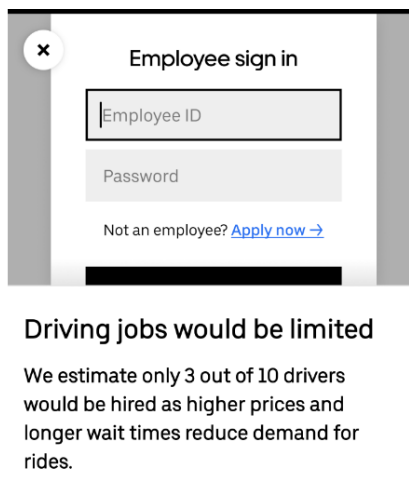 Employee sign in
Employee ID
Password
Not an employee? Apply now →
Driving jobs would be limited
We estimate only 3 out of 10 drivers
would be hired as higher prices and
longer wait times reduce demand for
rides.